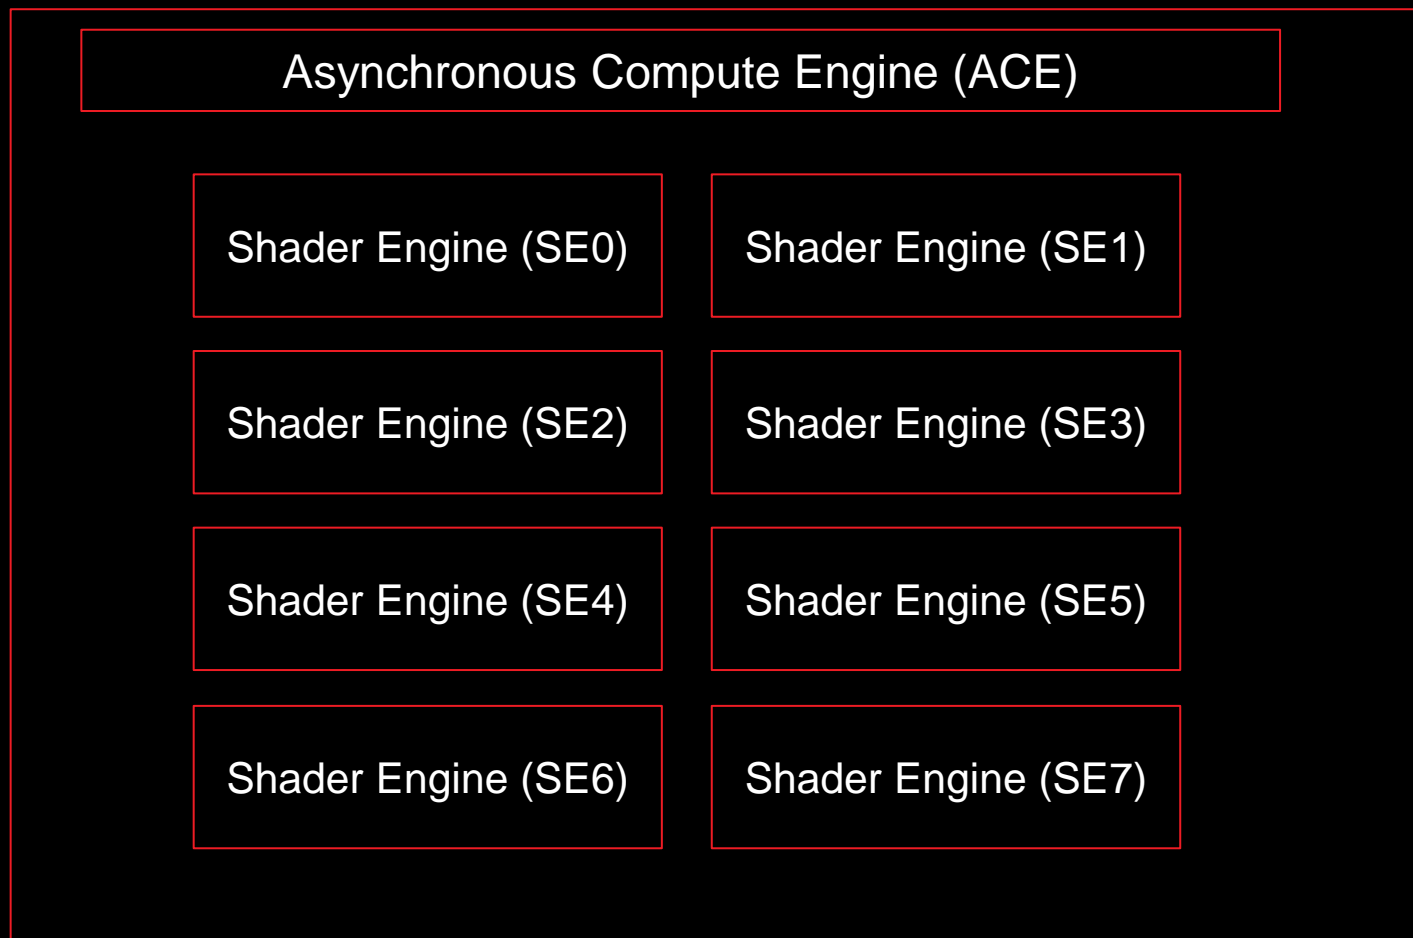 Asynchronous Compute Engine (ACE)
Shader Engine (SE0)
Shader Engine (SE1)
Shader Engine (SE2)
Shader Engine (SE3)
Shader Engine (SE4)
Shader Engine (SE5)
Shader Engine (SE6)
Shader Engine (SE7)